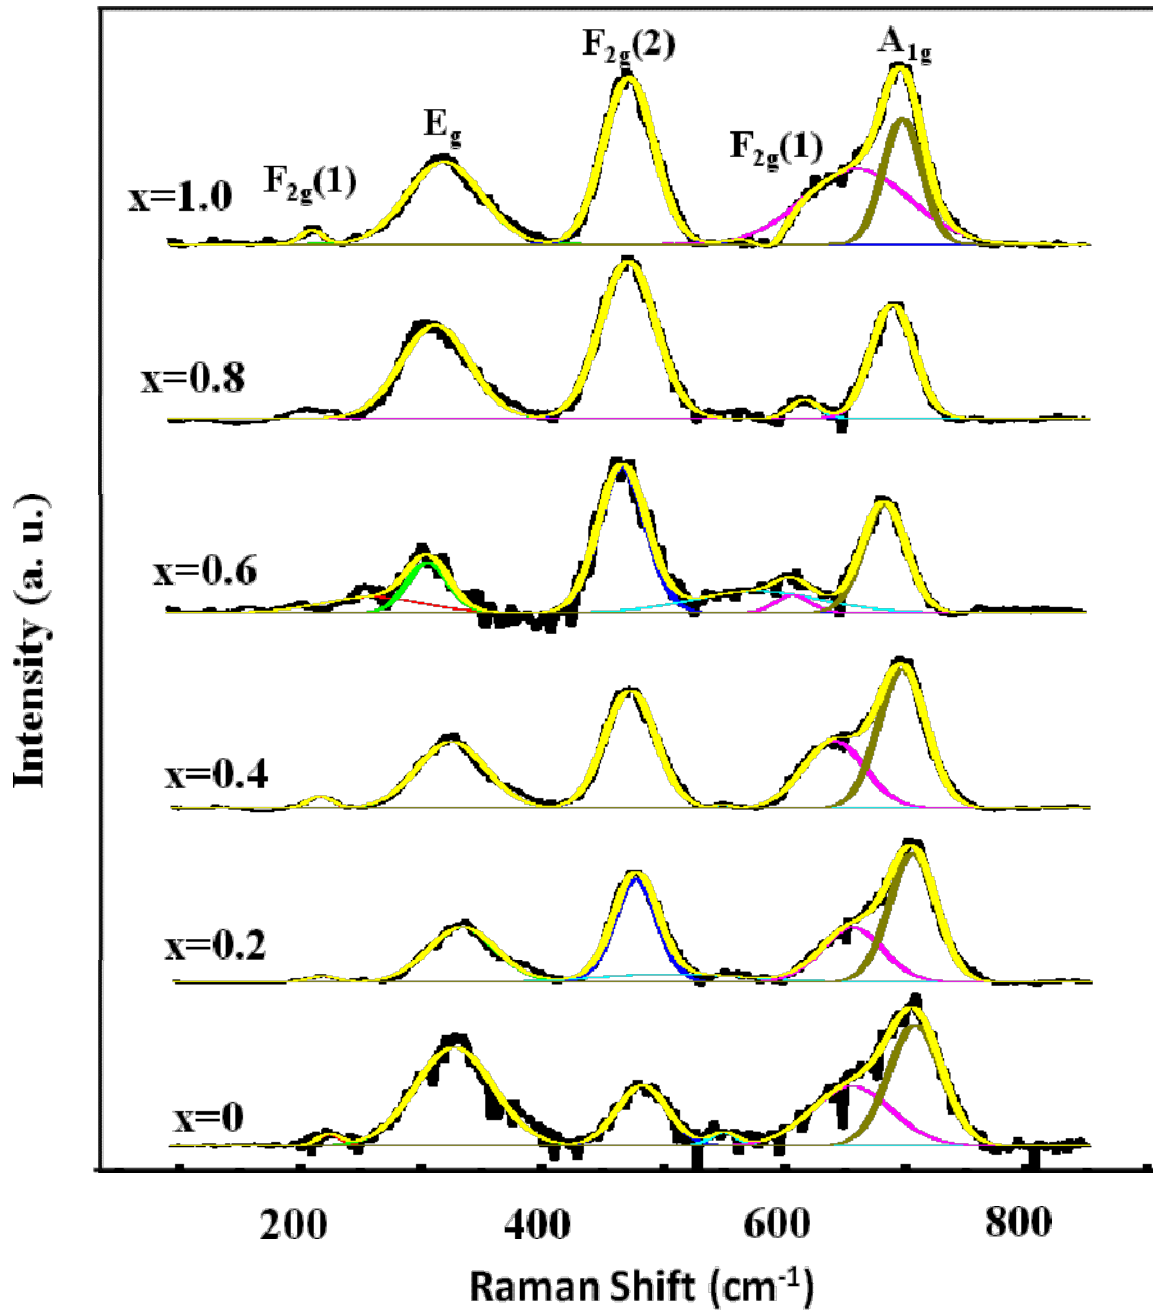 F₂g(2)
A₁g
Eg
F₂g(1)
F₂g(1)
x=1.0
x=0.8
x=0.6
x=0.4
x=0.2
x=0
Intensity (a. u.)
200 400 600 800
Raman Shift (cm⁻¹)